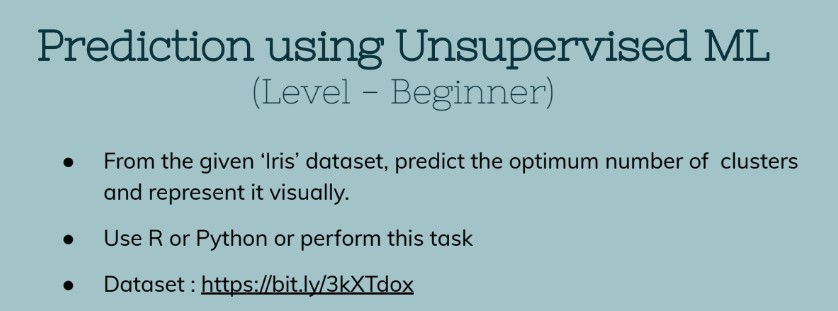 Prediction using Unsupervised ML
(Level - Beginner)
● From the given ‘Iris’ dataset, predict the optimum number of clusters
and represent it visually.
● Use R or Python or perform this task
● Dataset : https://bit.ly/3kXTdox